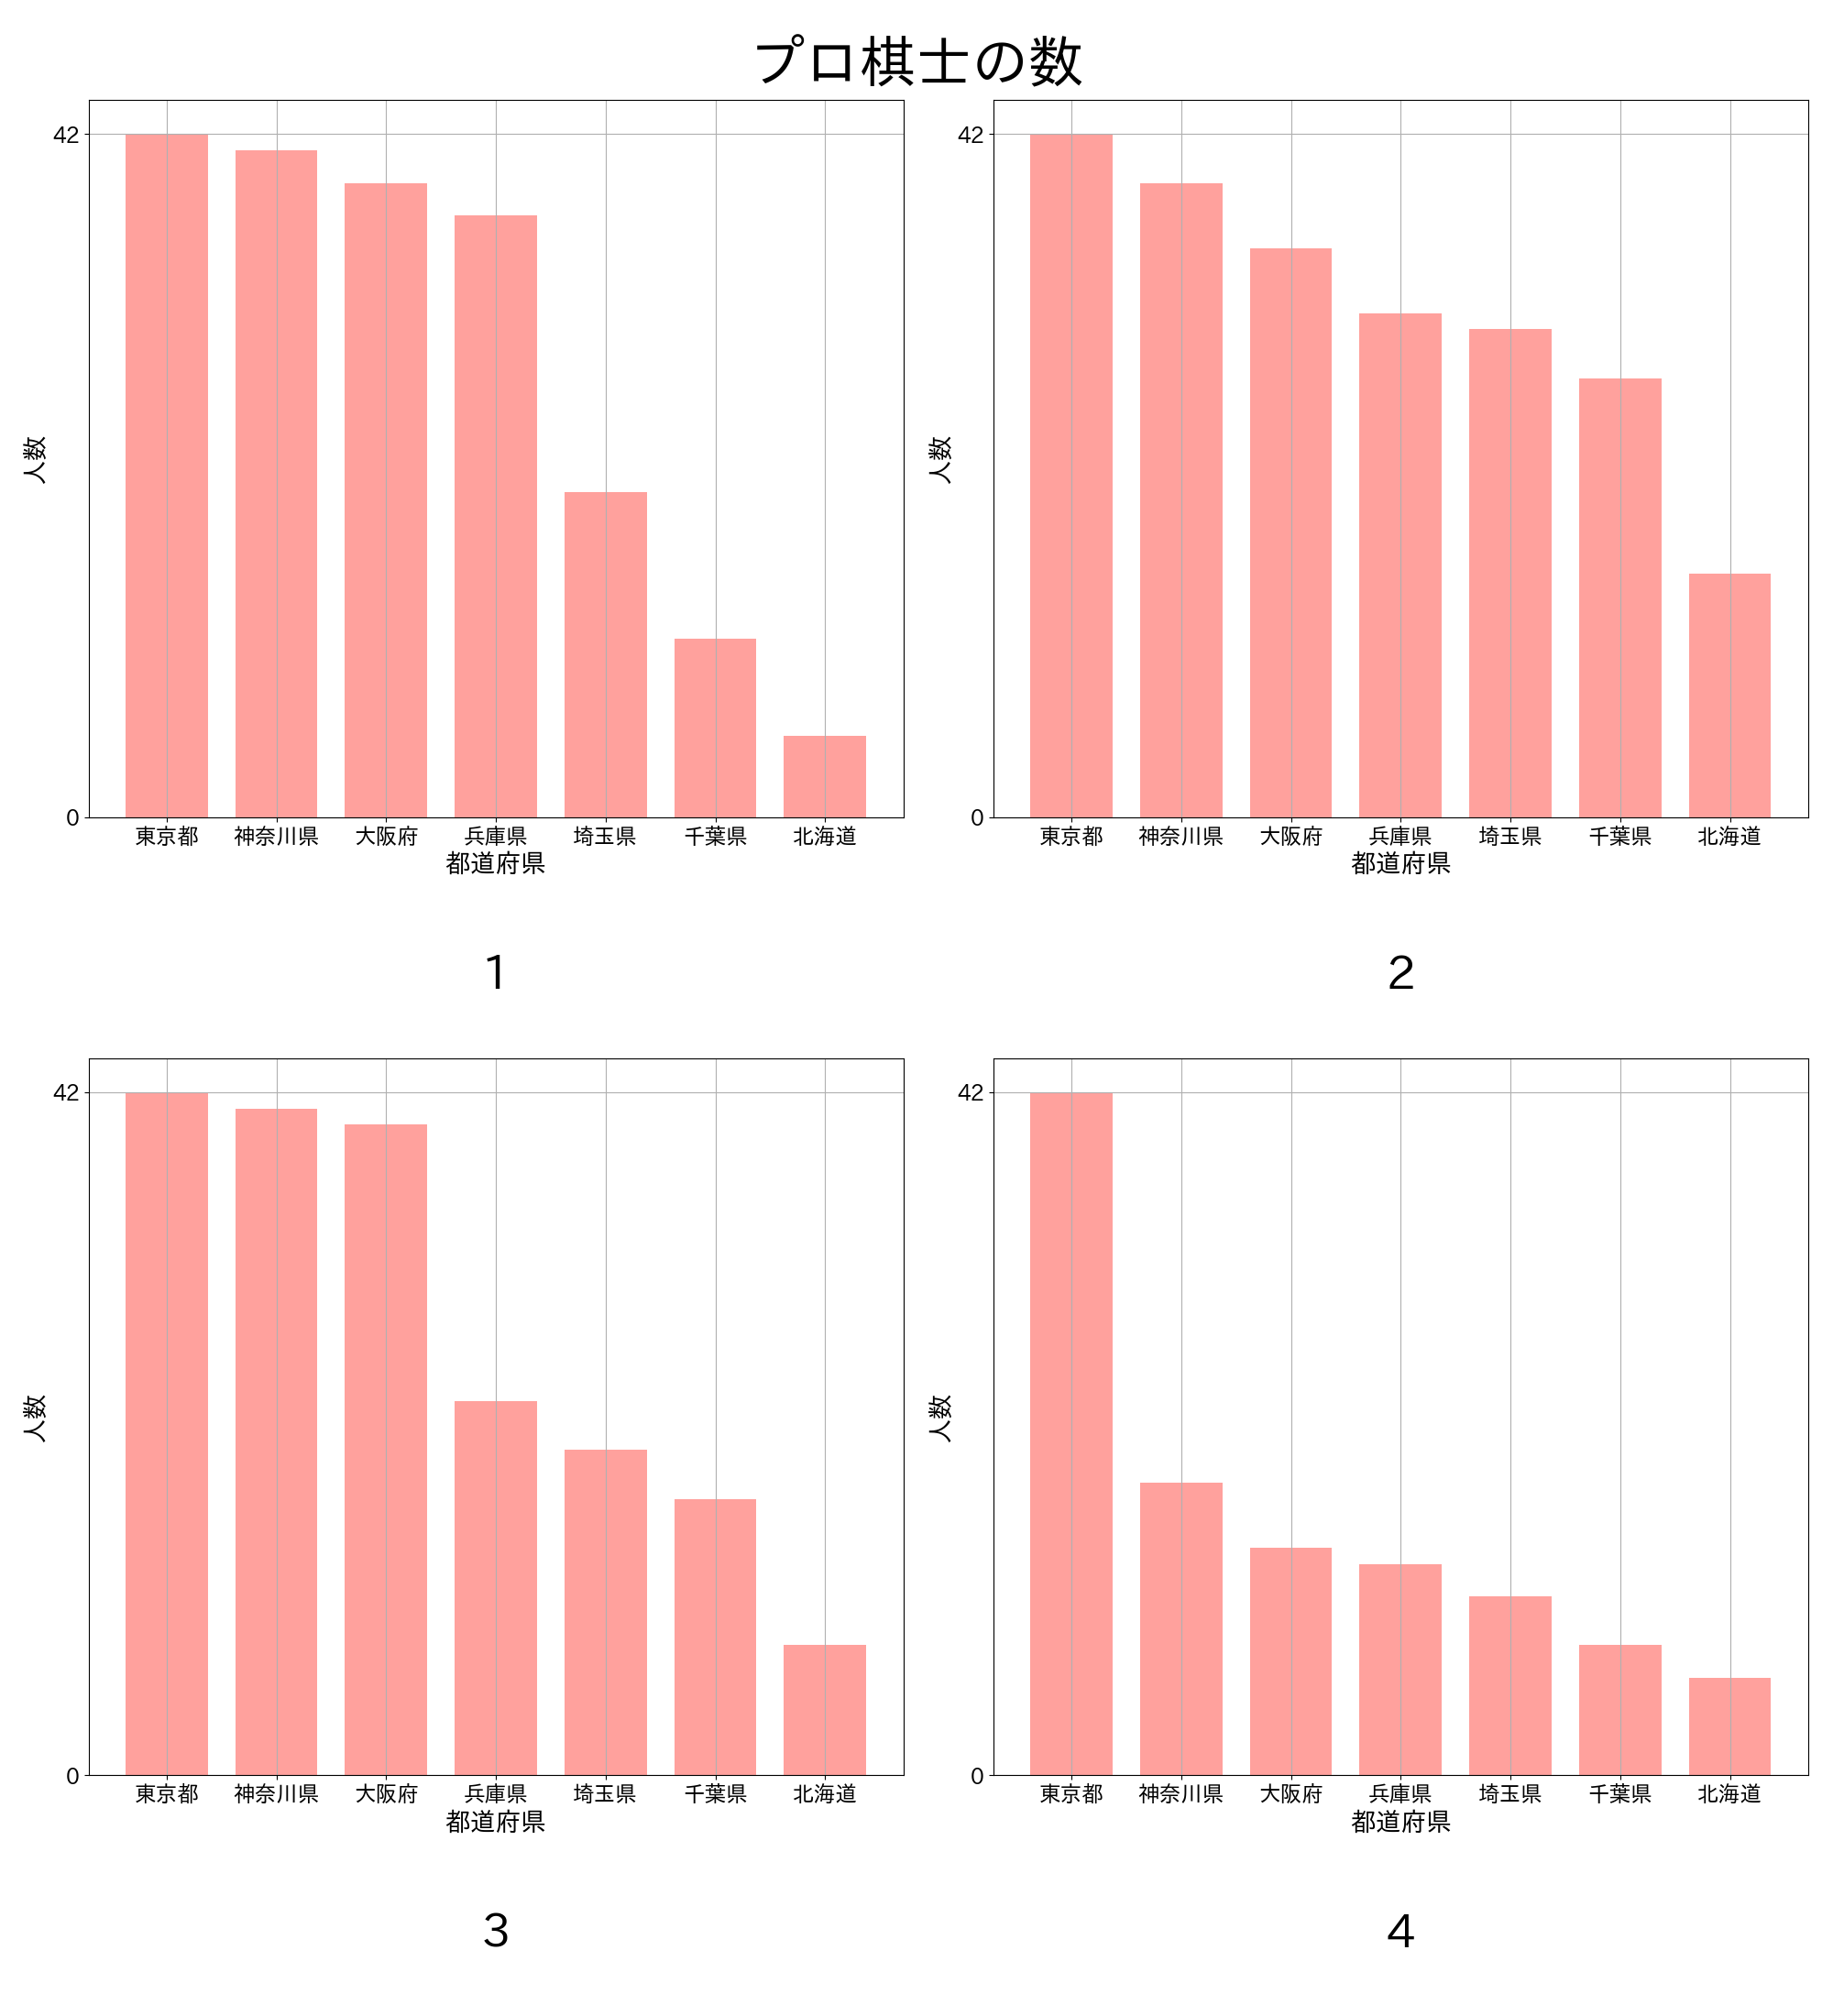 プロ棋士の数
42
0
人数
東京都 神奈川県 大阪府 兵庫県 埼玉県 千葉県 北海道
都道府県
1
42
0
人数
東京都 神奈川県 大阪府 兵庫県 埼玉県 千葉県 北海道
都道府県
2
42
0
人数
東京都 神奈川県 大阪府 兵庫県 埼玉県 千葉県 北海道
都道府県
3
42
0
人数
東京都 神奈川県 大阪府 兵庫県 埼玉県 千葉県 北海道
都道府県
4